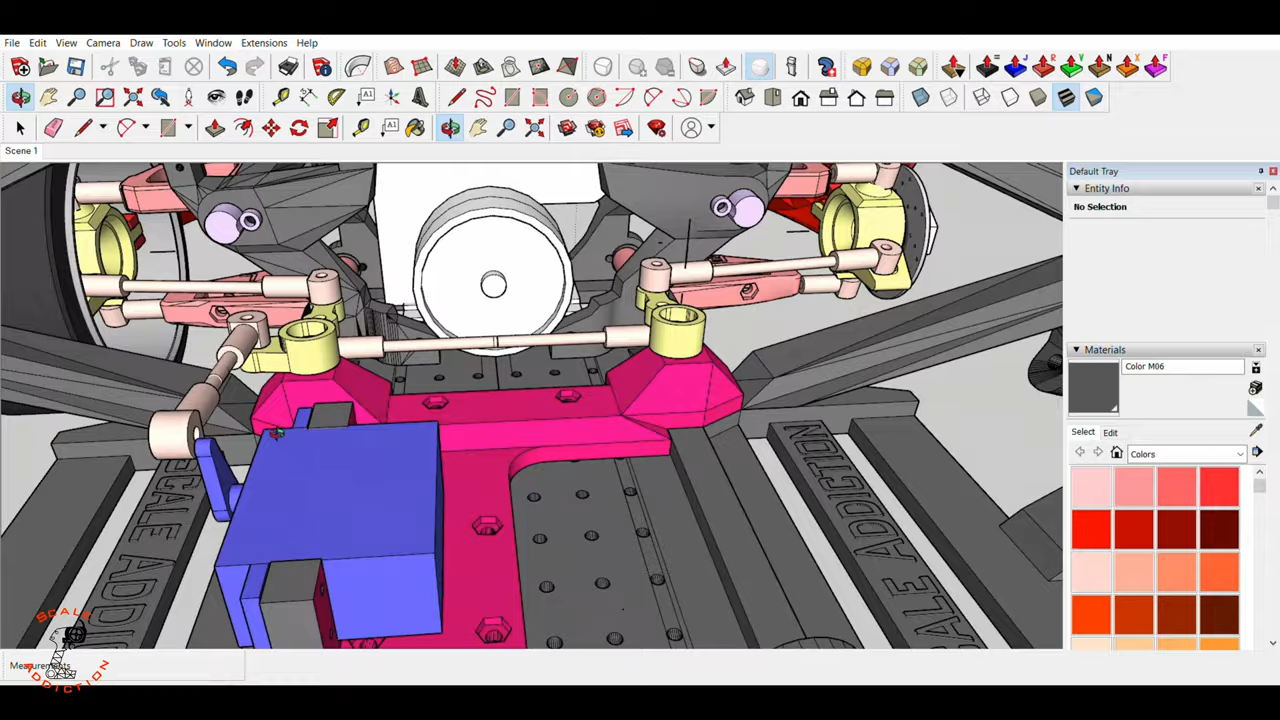 File Edit View Camera Draw Tools Window Extensions Help
Scene 1
Default Tray
Entity Info
No Selection
Materials
Color M06
Select Edit
Colors
SCALE ADDICTION
SCALE
ADDICTION
Measurements